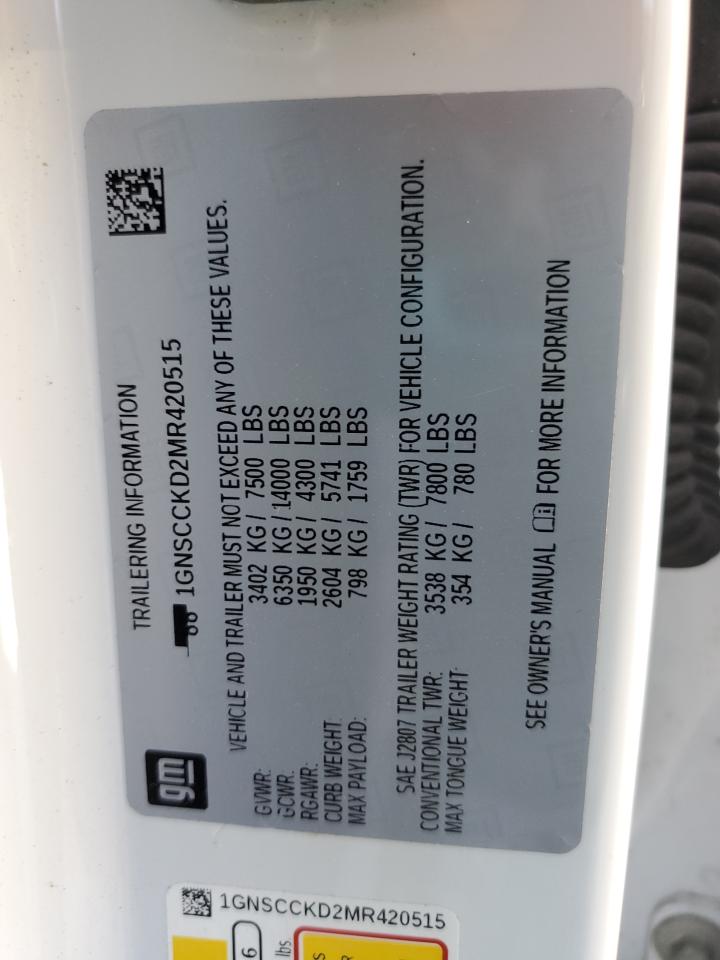 TRAILERING INFORMATION
gm 1GNSCCKD2MR420515
VEHICLE AND TRAILER MUST NOT EXCEED ANY OF THESE VALUES.
GVWR: 3402 KG / 7500 LBS
GCWR: 6350 KG / 14000 LBS
RGAWR: 1950 KG / 4300 LBS
CURB WEIGHT: 2604 KG / 5741 LBS
MAX PAYLOAD: 798 KG / 1759 LBS
SAE J2807 TRAILER WEIGHT RATING (TWR) FOR VEHICLE CONFIGURATION.
CONVENTIONAL TWR: 3538 KG / 7800 LBS
MAX TONGUE WEIGHT: 354 KG / 780 LBS
SEE OWNER'S MANUAL FOR MORE INFORMATION
1GNSCCKD2MR420515
6
lbs